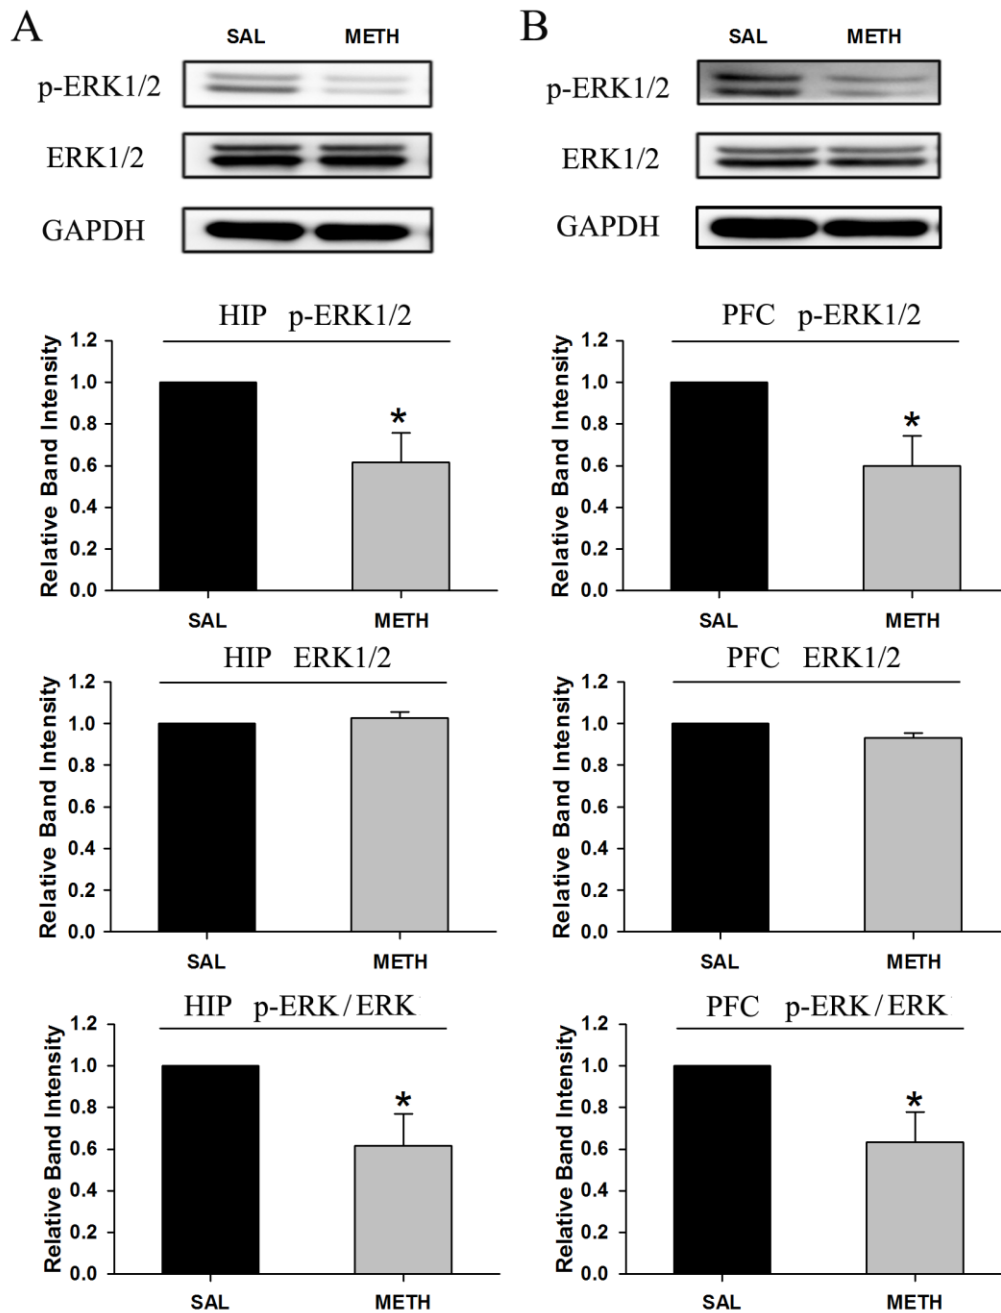 A
SAL METH
p-ERK1/2
ERK1/2
GAPDH
HIP p-ERK1/2
Relative Band Intensity
1.2
1.0
0.8
0.6
0.4
0.2
0.0
*
SAL METH
HIP ERK1/2
Relative Band Intensity
1.2
1.0
0.8
0.6
0.4
0.2
0.0
SAL METH
HIP p-ERK/ERK
Relative Band Intensity
1.2
1.0
0.8
0.6
0.4
0.2
0.0
*
SAL METH
B
SAL METH
p-ERK1/2
ERK1/2
GAPDH
PFC p-ERK1/2
Relative Band Intensity
1.2
1.0
0.8
0.6
0.4
0.2
0.0
*
SAL METH
PFC ERK1/2
Relative Band Intensity
1.2
1.0
0.8
0.6
0.4
0.2
0.0
SAL METH
PFC p-ERK/ERK
Relative Band Intensity
1.2
1.0
0.8
0.6
0.4
0.2
0.0
*
SAL METH